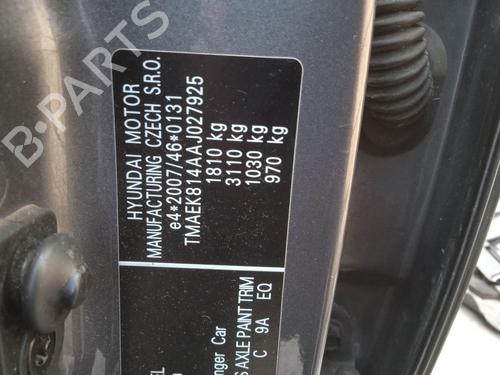 HYUNDAI MOTOR
MANUFACTURING CZECH S.R.O.
e4*2007/46*0131
TMAEK814AAJ027925
1810 kg
3110 kg
1030 kg
970 kg
nger Car
S AXLE PAINT TRIM
C 9A EQ
B-Parts